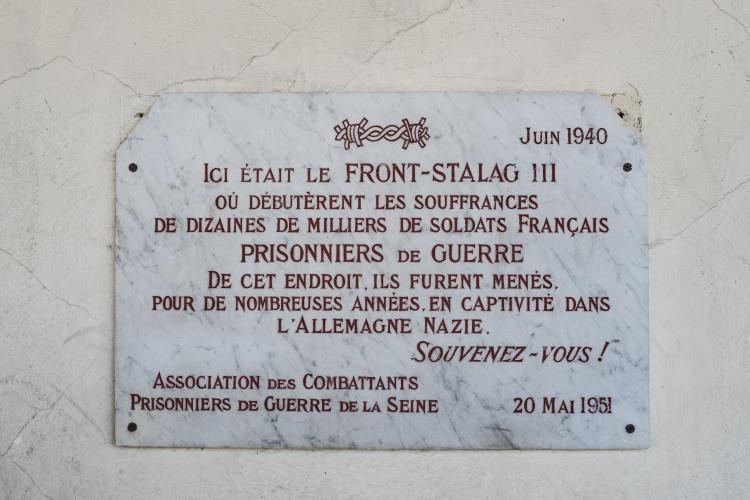 Juin 1940
Ici était le FRONT-STALAG 111
où débutèrent les souffrances
de dizaines de milliers de soldats Français
PRISONNIERS de GUERRE
De cet endroit, ils furent menés,
pour de nombreuses années, en captivité dans
l'Allemagne Nazie.
Souvenez-vous !
Association des Combattants
Prisonniers de Guerre de la Seine
20 Mai 1951